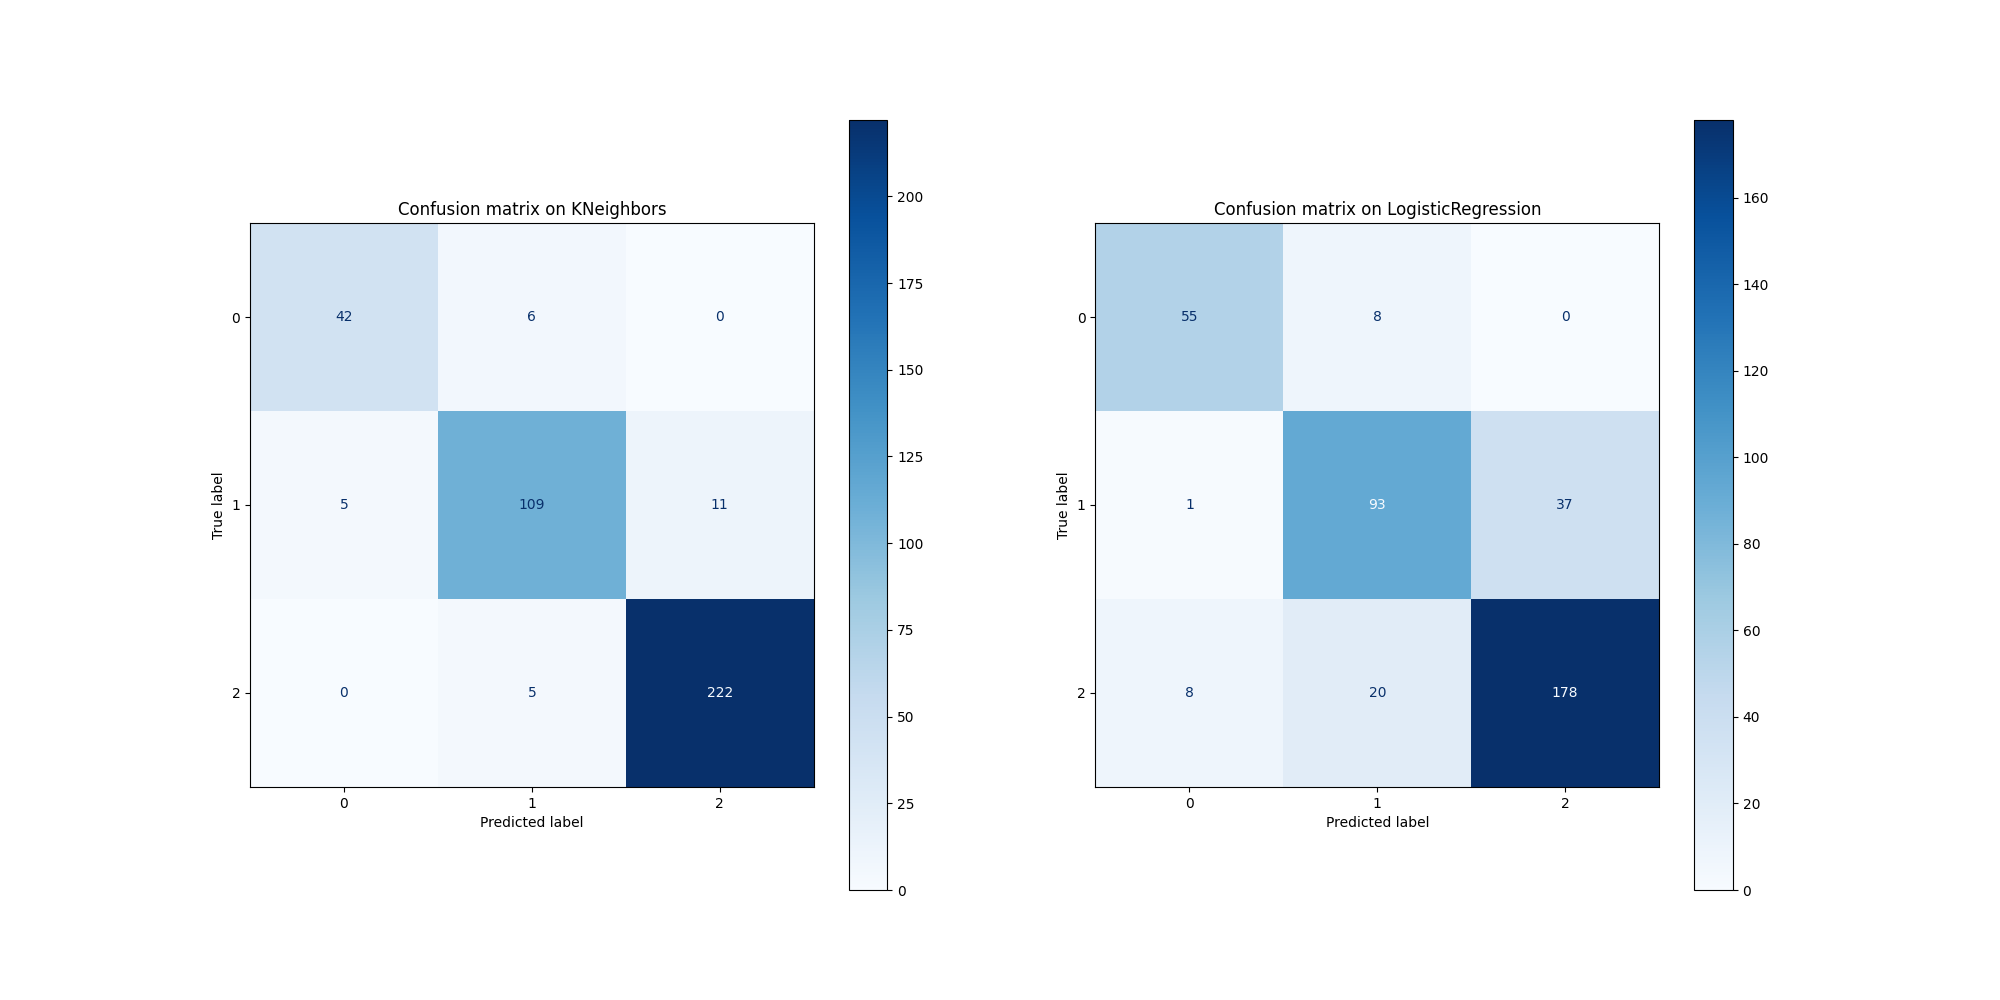 Confusion matrix on KNeighbors
True label
0 42 6 0
1 5 109 11
2 0 5 222
0 1 2
Predicted label
200
175
150
125
100
75
50
25
0
Confusion matrix on LogisticRegression
True label
0 55 8 0
1 1 93 37
2 8 20 178
0 1 2
Predicted label
160
140
120
100
80
60
40
20
0